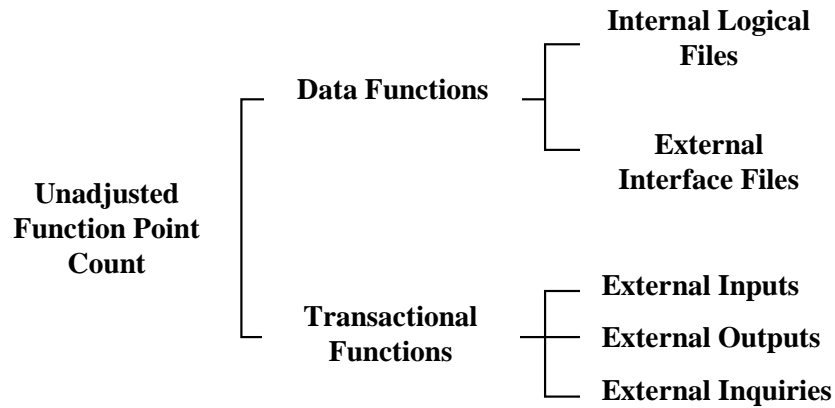 Unadjusted
Function Point
Count
Data Functions
Internal Logical
Files
External
Interface Files
Transactional
Functions
External Inputs
External Outputs
External Inquiries